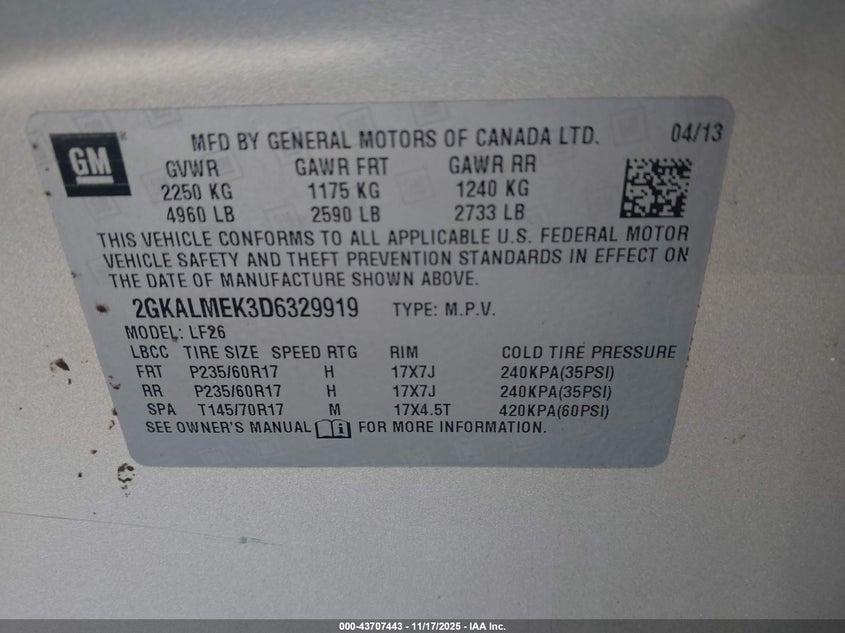 GM
MFD BY GENERAL MOTORS OF CANADA LTD. 04/13
GVWR GAWR FRT GAWR RR
2250 KG 1175 KG 1240 KG
4960 LB 2590 LB 2733 LB
THIS VEHICLE CONFORMS TO ALL APPLICABLE U.S. FEDERAL MOTOR
VEHICLE SAFETY AND THEFT PREVENTION STANDARDS IN EFFECT ON
THE DATE OF MANUFACTURE SHOWN ABOVE.
2GKALMEK3D6329919 TYPE: M.P.V.
MODEL: LF26
LBCC TIRE SIZE SPEED RTG RIM COLD TIRE PRESSURE
FRT P235/60R17 H 17X7J 240KPA(35PSI)
RR P235/60R17 H 17X7J 240KPA(35PSI)
SPA T145/70R17 M 17X4.5T 420KPA(60PSI)
SEE OWNER'S MANUAL FOR MORE INFORMATION.
000-43707443 - 11/17/2025 - IAA Inc.